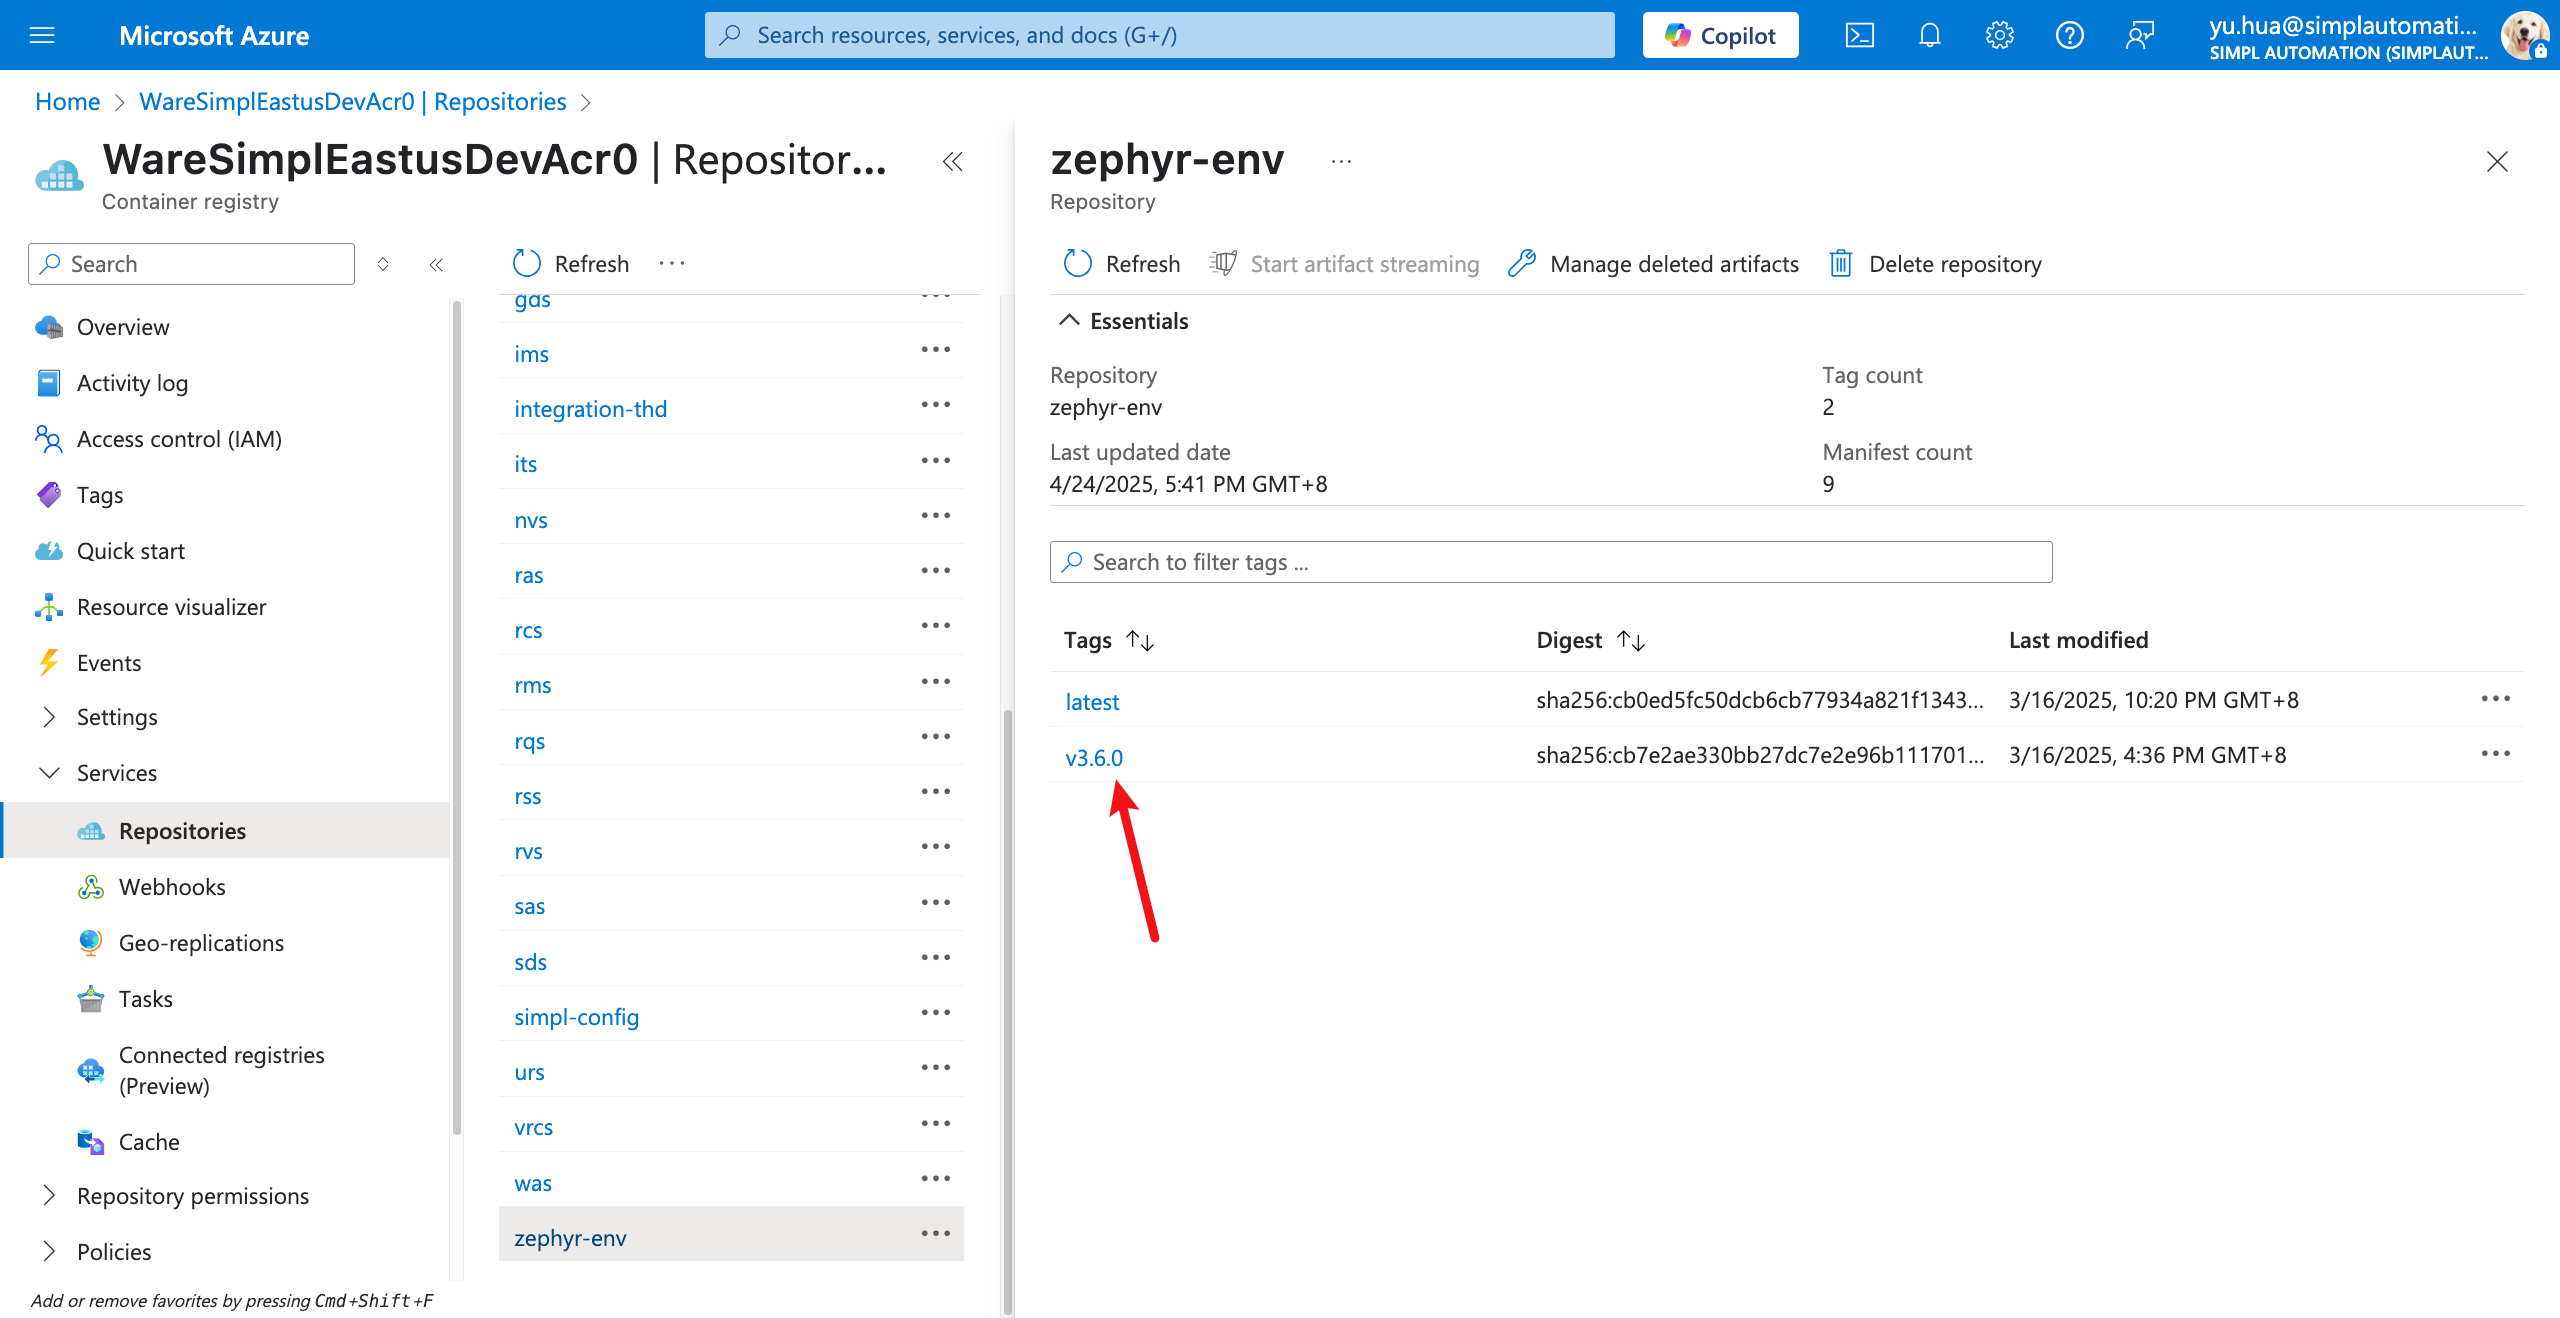 Microsoft Azure
Search resources, services, and docs (G+/)
Copilot
yu.hua@simplautomati...
SIMPL AUTOMATION (SIMPLAUT...
Home > WareSimplEastusDevAcr0 | Repositories >
WareSimplEastusDevAcr0 | Repositor...
Container registry
Search
Overview
Activity log
Access control (IAM)
Tags
Quick start
Resource visualizer
Events
Settings
Services
Repositories
Webhooks
Geo-replications
Tasks
Connected registries
(Preview)
Cache
Repository permissions
Policies
Add or remove favorites by pressing Cmd+Shift+F
Refresh
gds
ims
integration-thd
its
nvs
ras
rcs
rms
rqs
rss
rvs
sas
sds
simpl-config
urs
vrcs
was
zephyr-env
zephyr-env
Repository
Refresh
Start artifact streaming
Manage deleted artifacts
Delete repository
Essentials
Repository
zephyr-env
Tag count
2
Last updated date
4/24/2025, 5:41 PM GMT+8
Manifest count
9
Search to filter tags ...
Tags Digest Last modified
latest sha256:cb0ed5fc50dcb6cb77934a821f1343... 3/16/2025, 10:20 PM GMT+8
v3.6.0 sha256:cb7e2ae330bb27dc7e2e96b111701... 3/16/2025, 4:36 PM GMT+8